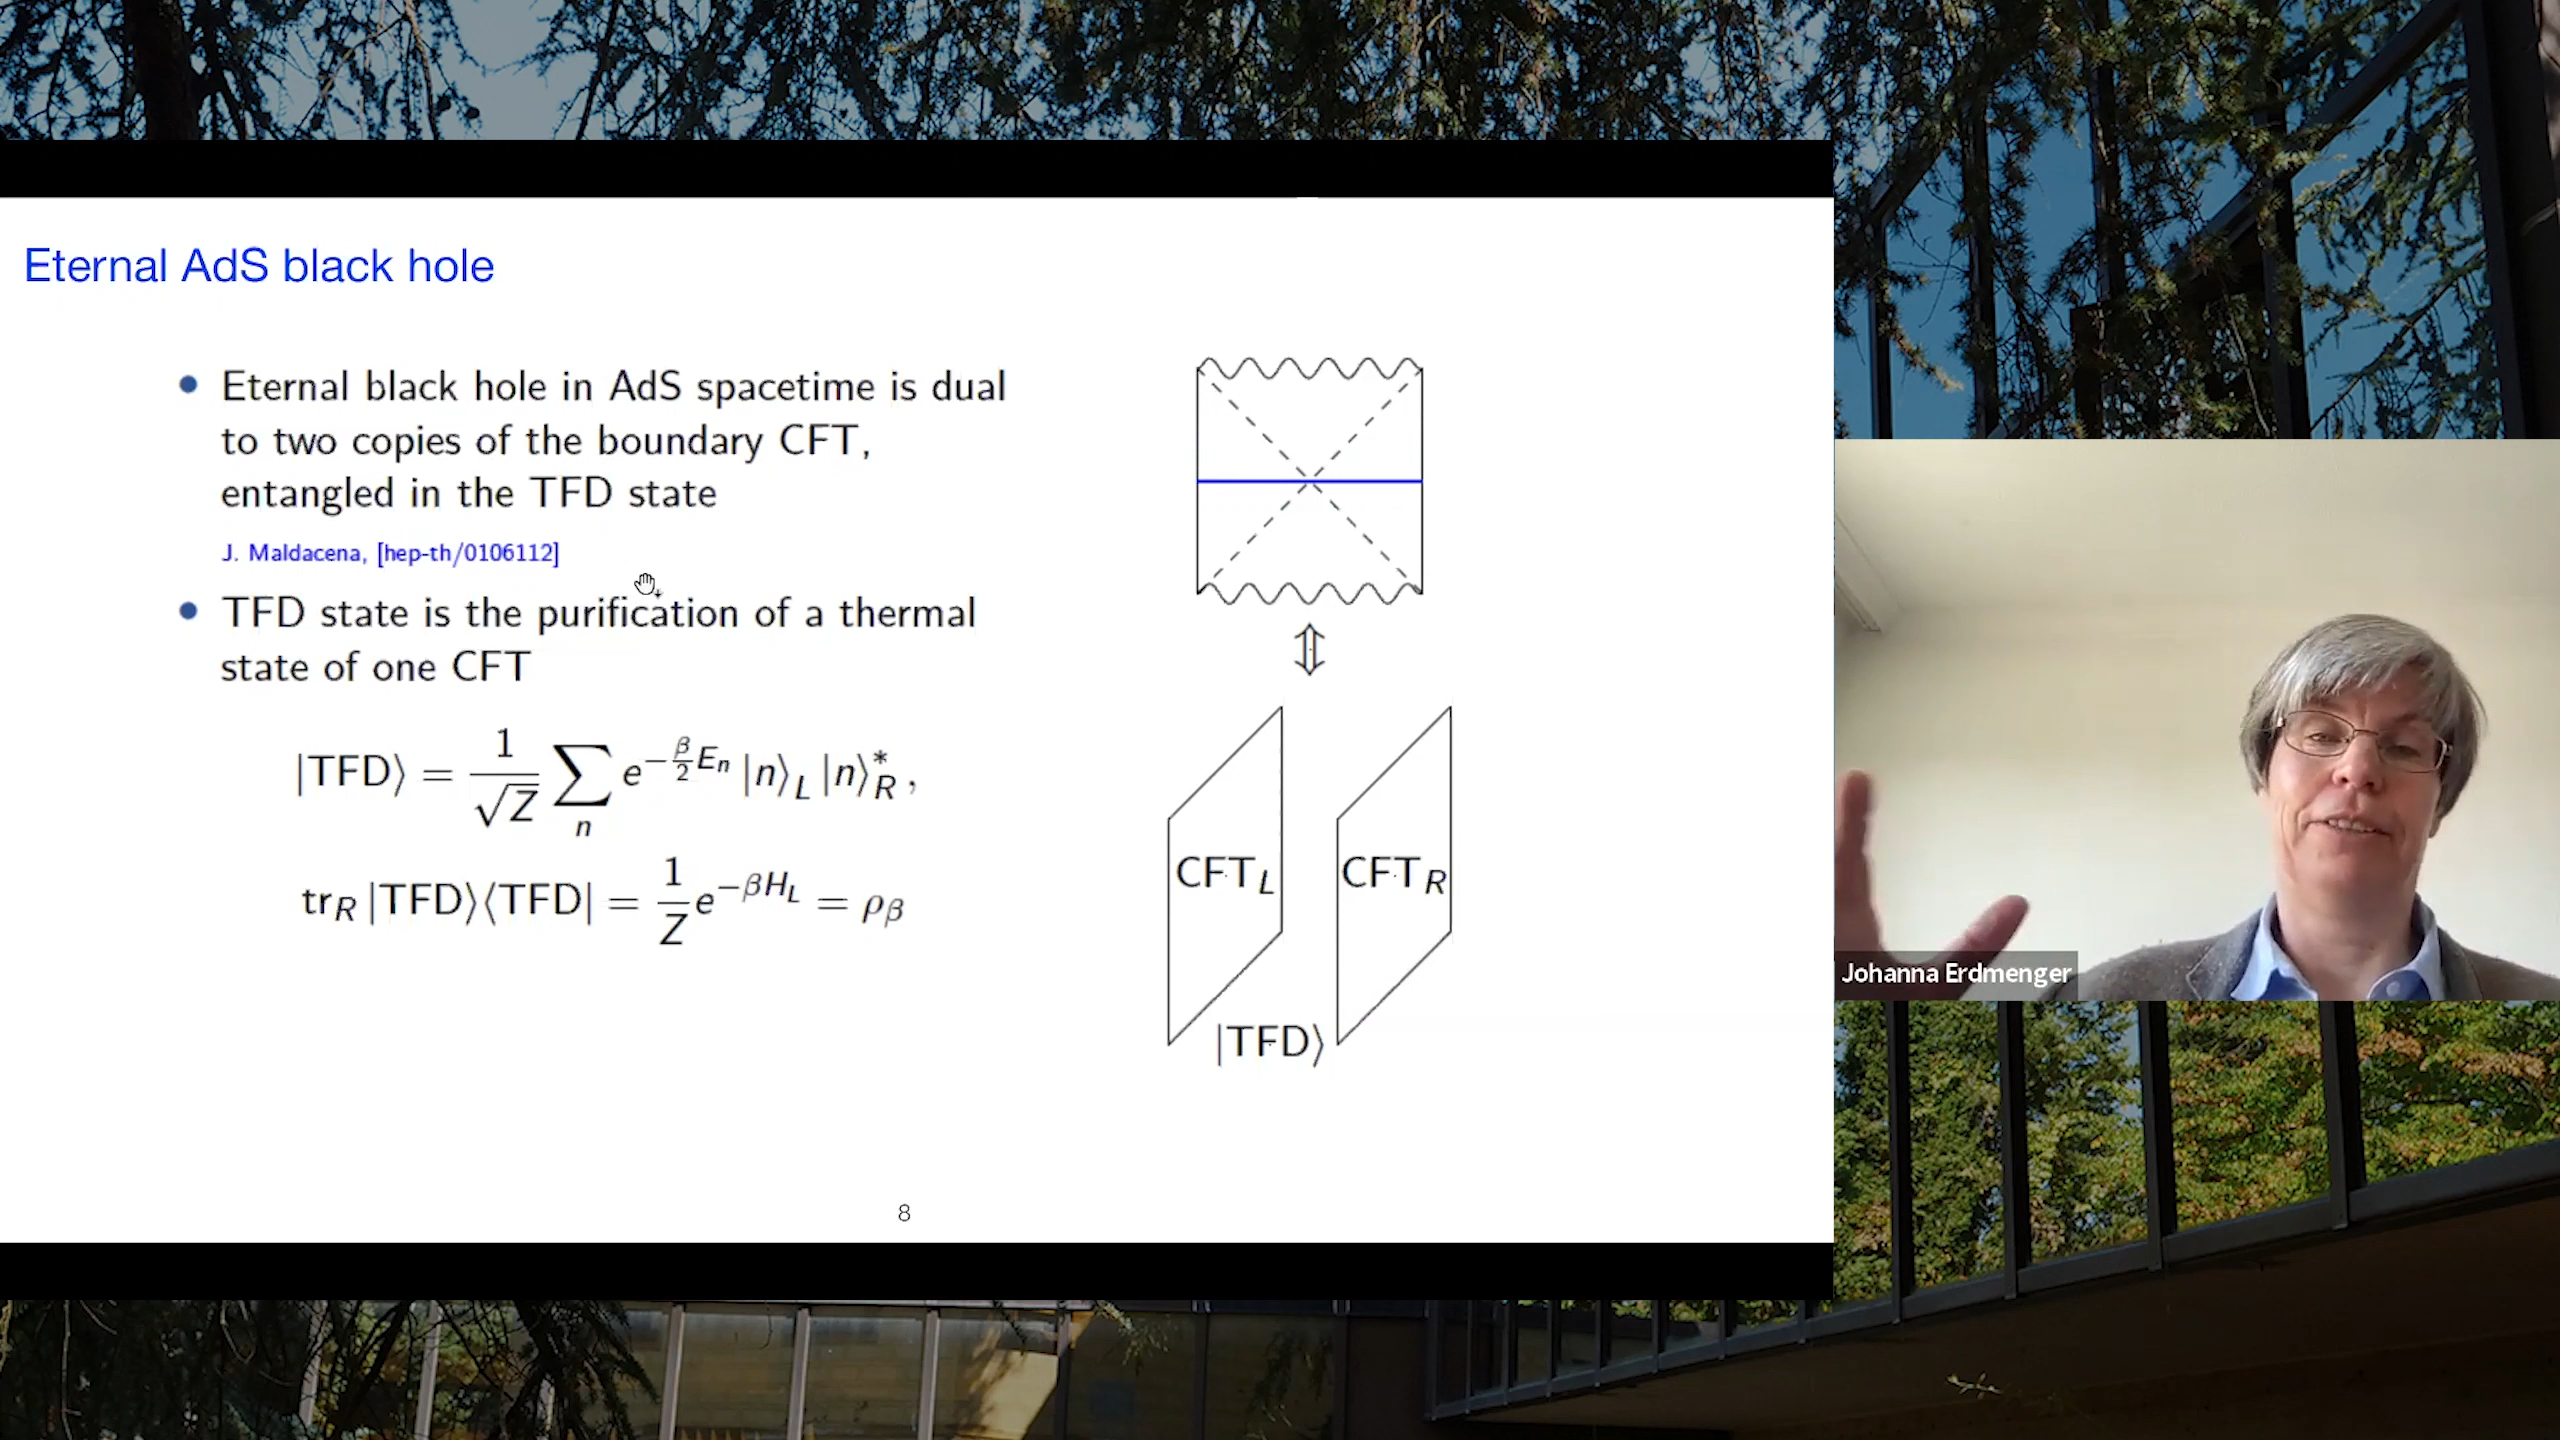 Eternal AdS black hole
• Eternal black hole in AdS spacetime is dual
to two copies of the boundary CFT,
entangled in the TFD state
J. Maldacena, [hep-th/0106112]
• TFD state is the purification of a thermal
state of one CFT
|TFD⟩ = 1/√Z ∑_n e^{−β/2 E_n} |n⟩_L |n⟩*_R ,
tr_R |TFD⟩⟨TFD| = 1/Z e^{−βH_L} = ρ_β
CFT_L
CFT_R
|TFD⟩
8
Johanna Erdmenger